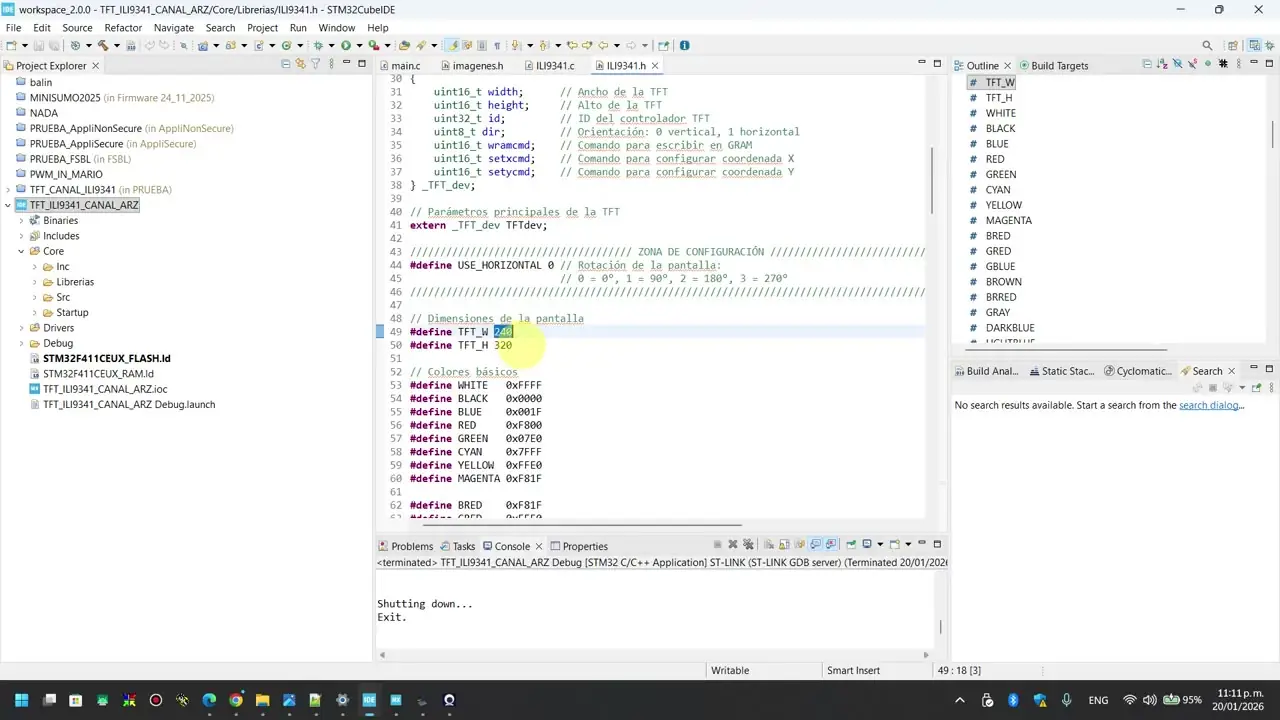 workspace_2.0.0 - TFT_ILI9341_CANAL_ARZ/Core/Librerias/ILI9341.h - STM32CubeIDE
File Edit Source Refactor Navigate Search Project Run Window Help
Project Explorer
balin
MINISUMO2025 (in Firmware 24_11_2025)
NADA
PRUEBA_AppliNonSecure (in AppliNonSecure)
PRUEBA_AppliSecure (in AppliSecure)
PRUEBA_FSBL (in FSBL)
PWM_IN_MARIO
TFT_CANAL_ILI9341 (in PRUEBA)
TFT_ILI9341_CANAL_ARZ
Binaries
Includes
Core
Inc
Librerias
Src
Startup
Drivers
Debug
STM32F411CEUX_FLASH.ld
STM32F411CEUX_RAM.ld
TFT_ILI9341_CANAL_ARZ.ioc
TFT_ILI9341_CANAL_ARZ Debug.launch
main.c imagenes.h ILI9341.c ILI9341.h
30 {
31 uint16_t width; // Ancho de la TFT
32 uint16_t height; // Alto de la TFT
33 uint32_t id; // ID del controlador TFT
34 uint8_t dir; // Orientación: 0 vertical, 1 horizontal
35 uint16_t wramcmd; // Comando para escribir en GRAM
36 uint16_t setxcmd; // Comando para configurar coordenada X
37 uint16_t setycmd; // Comando para configurar coordenada Y
38 } _TFT_dev;
39
40 // Parámetros principales de la TFT
41 extern _TFT_dev TFTdev;
42
43 ///////////////////////////////////// ZONA DE CONFIGURACIÓN //////////////////////////
44 #define USE_HORIZONTAL 0 // Rotación de la pantalla:
45 // 0 = 0°, 1 = 90°, 2 = 180°, 3 = 270°
46 //////////////////////////////////////////////////////////////////////////////////////
47
48 // Dimensiones de la pantalla
49 #define TFT_W 240
50 #define TFT_H 320
51
52 // Colores básicos
53 #define WHITE 0xFFFF
54 #define BLACK 0x0000
55 #define BLUE 0x001F
56 #define RED 0xF800
57 #define GREEN 0x07E0
58 #define CYAN 0x7FFF
59 #define YELLOW 0xFFE0
60 #define MAGENTA 0xF81F
61
62 #define BRED 0xF81F
Outline Build Targets
# TFT_W
# TFT_H
# WHITE
# BLACK
# BLUE
# RED
# GREEN
# CYAN
# YELLOW
# MAGENTA
# BRED
# GRED
# GBLUE
# BROWN
# BRRED
# GRAY
# DARKBLUE
# LIGHTBLUE
Build Anal... Static Stac... Cyclomatic... Search
No search results available. Start a search from the search dialog...
Problems Tasks Console Properties
<terminated> TFT_ILI9341_CANAL_ARZ Debug [STM32 C/C++ Application] ST-LINK (ST-LINK GDB server) (Terminated 20/01/2026
Shutting down...
Exit.
Writable Smart Insert 49 : 18 [3]
ENG 95% 11:11 p.m.
20/01/2026